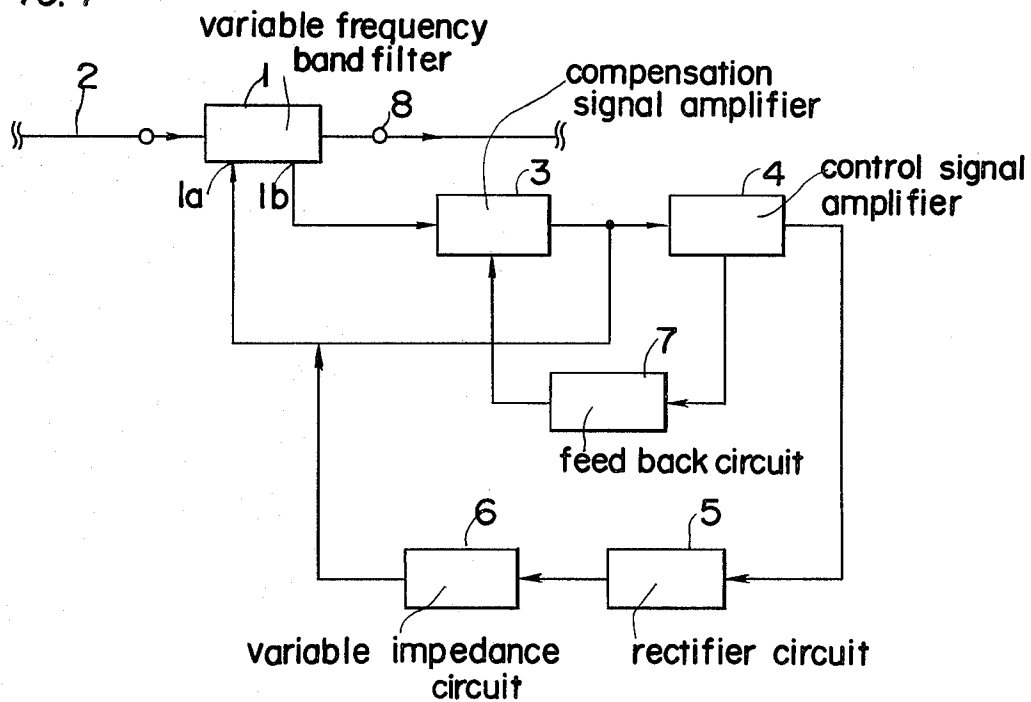 variable frequency
band filter
compensation
signal amplifier
control signal
amplifier
2
1
8
1a
1b
3
4
7
feed back circuit
6
5
variable impedance
circuit
rectifier circuit